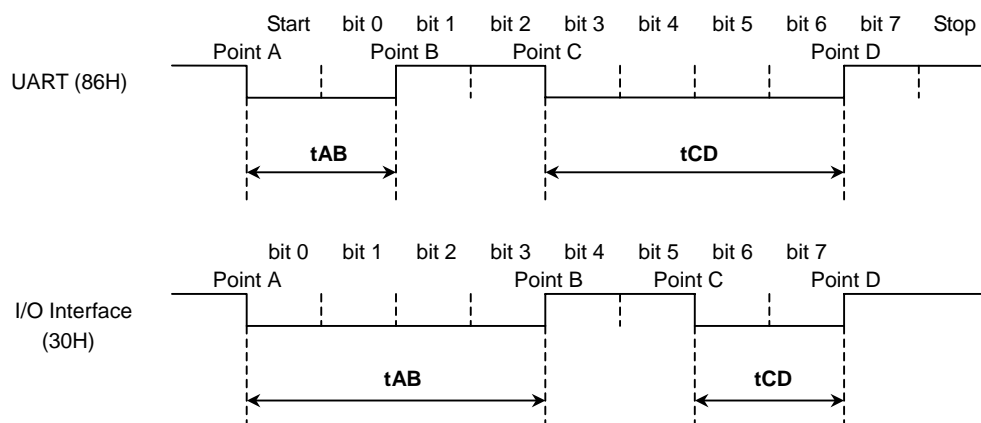 Start bit 0 bit 1 bit 2 bit 3 bit 4 bit 5 bit 6 bit 7 Stop
Point A Point B Point C Point D
UART (86H)
tAB tCD
bit 0 bit 1 bit 2 bit 3 bit 4 bit 5 bit 6 bit 7
Point A Point B Point C Point D
I/O Interface
(30H)
tAB tCD